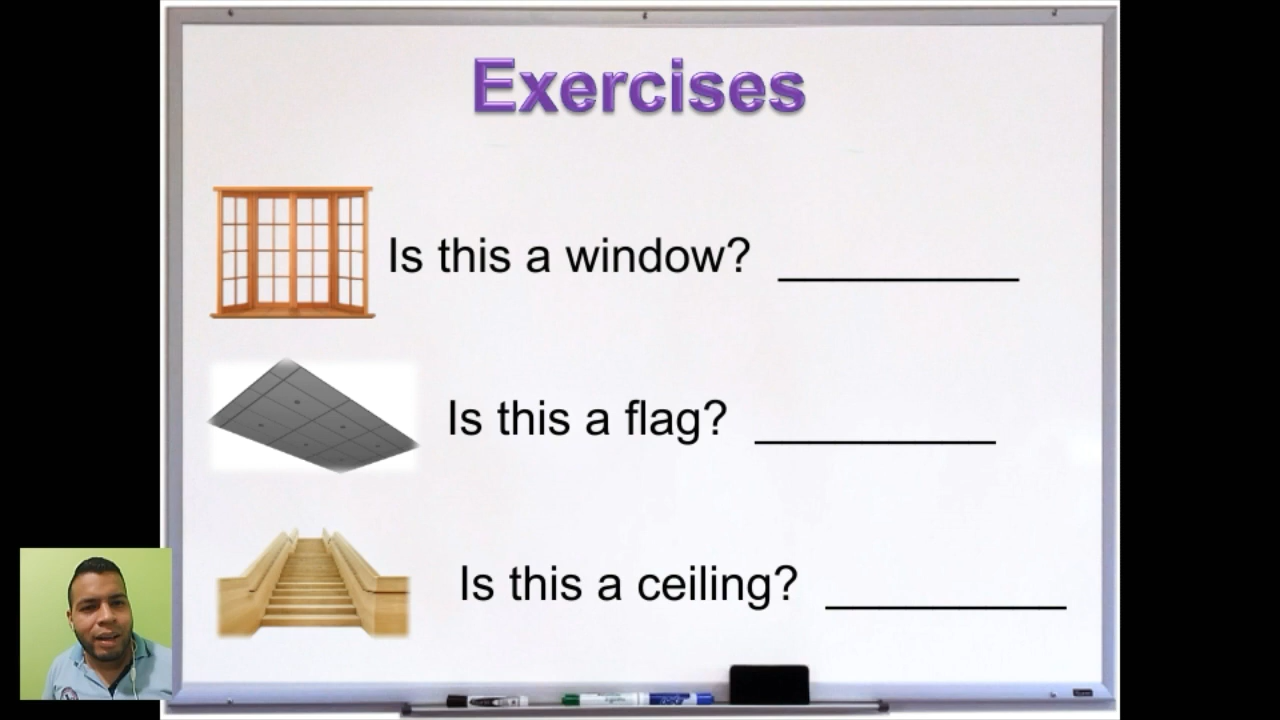 Exercises
Is this a window? __________
Is this a flag? __________
Is this a ceiling? __________